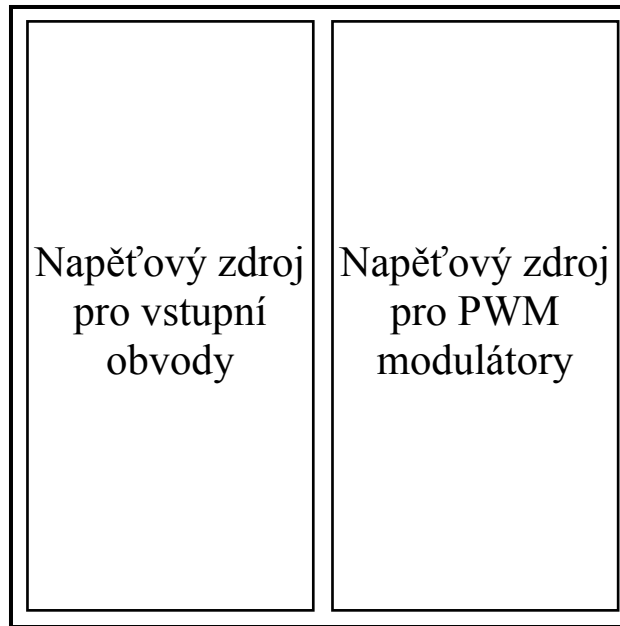 Napěťový zdroj
pro vstupní
obvody
Napěťový zdroj
pro PWM
modulátory